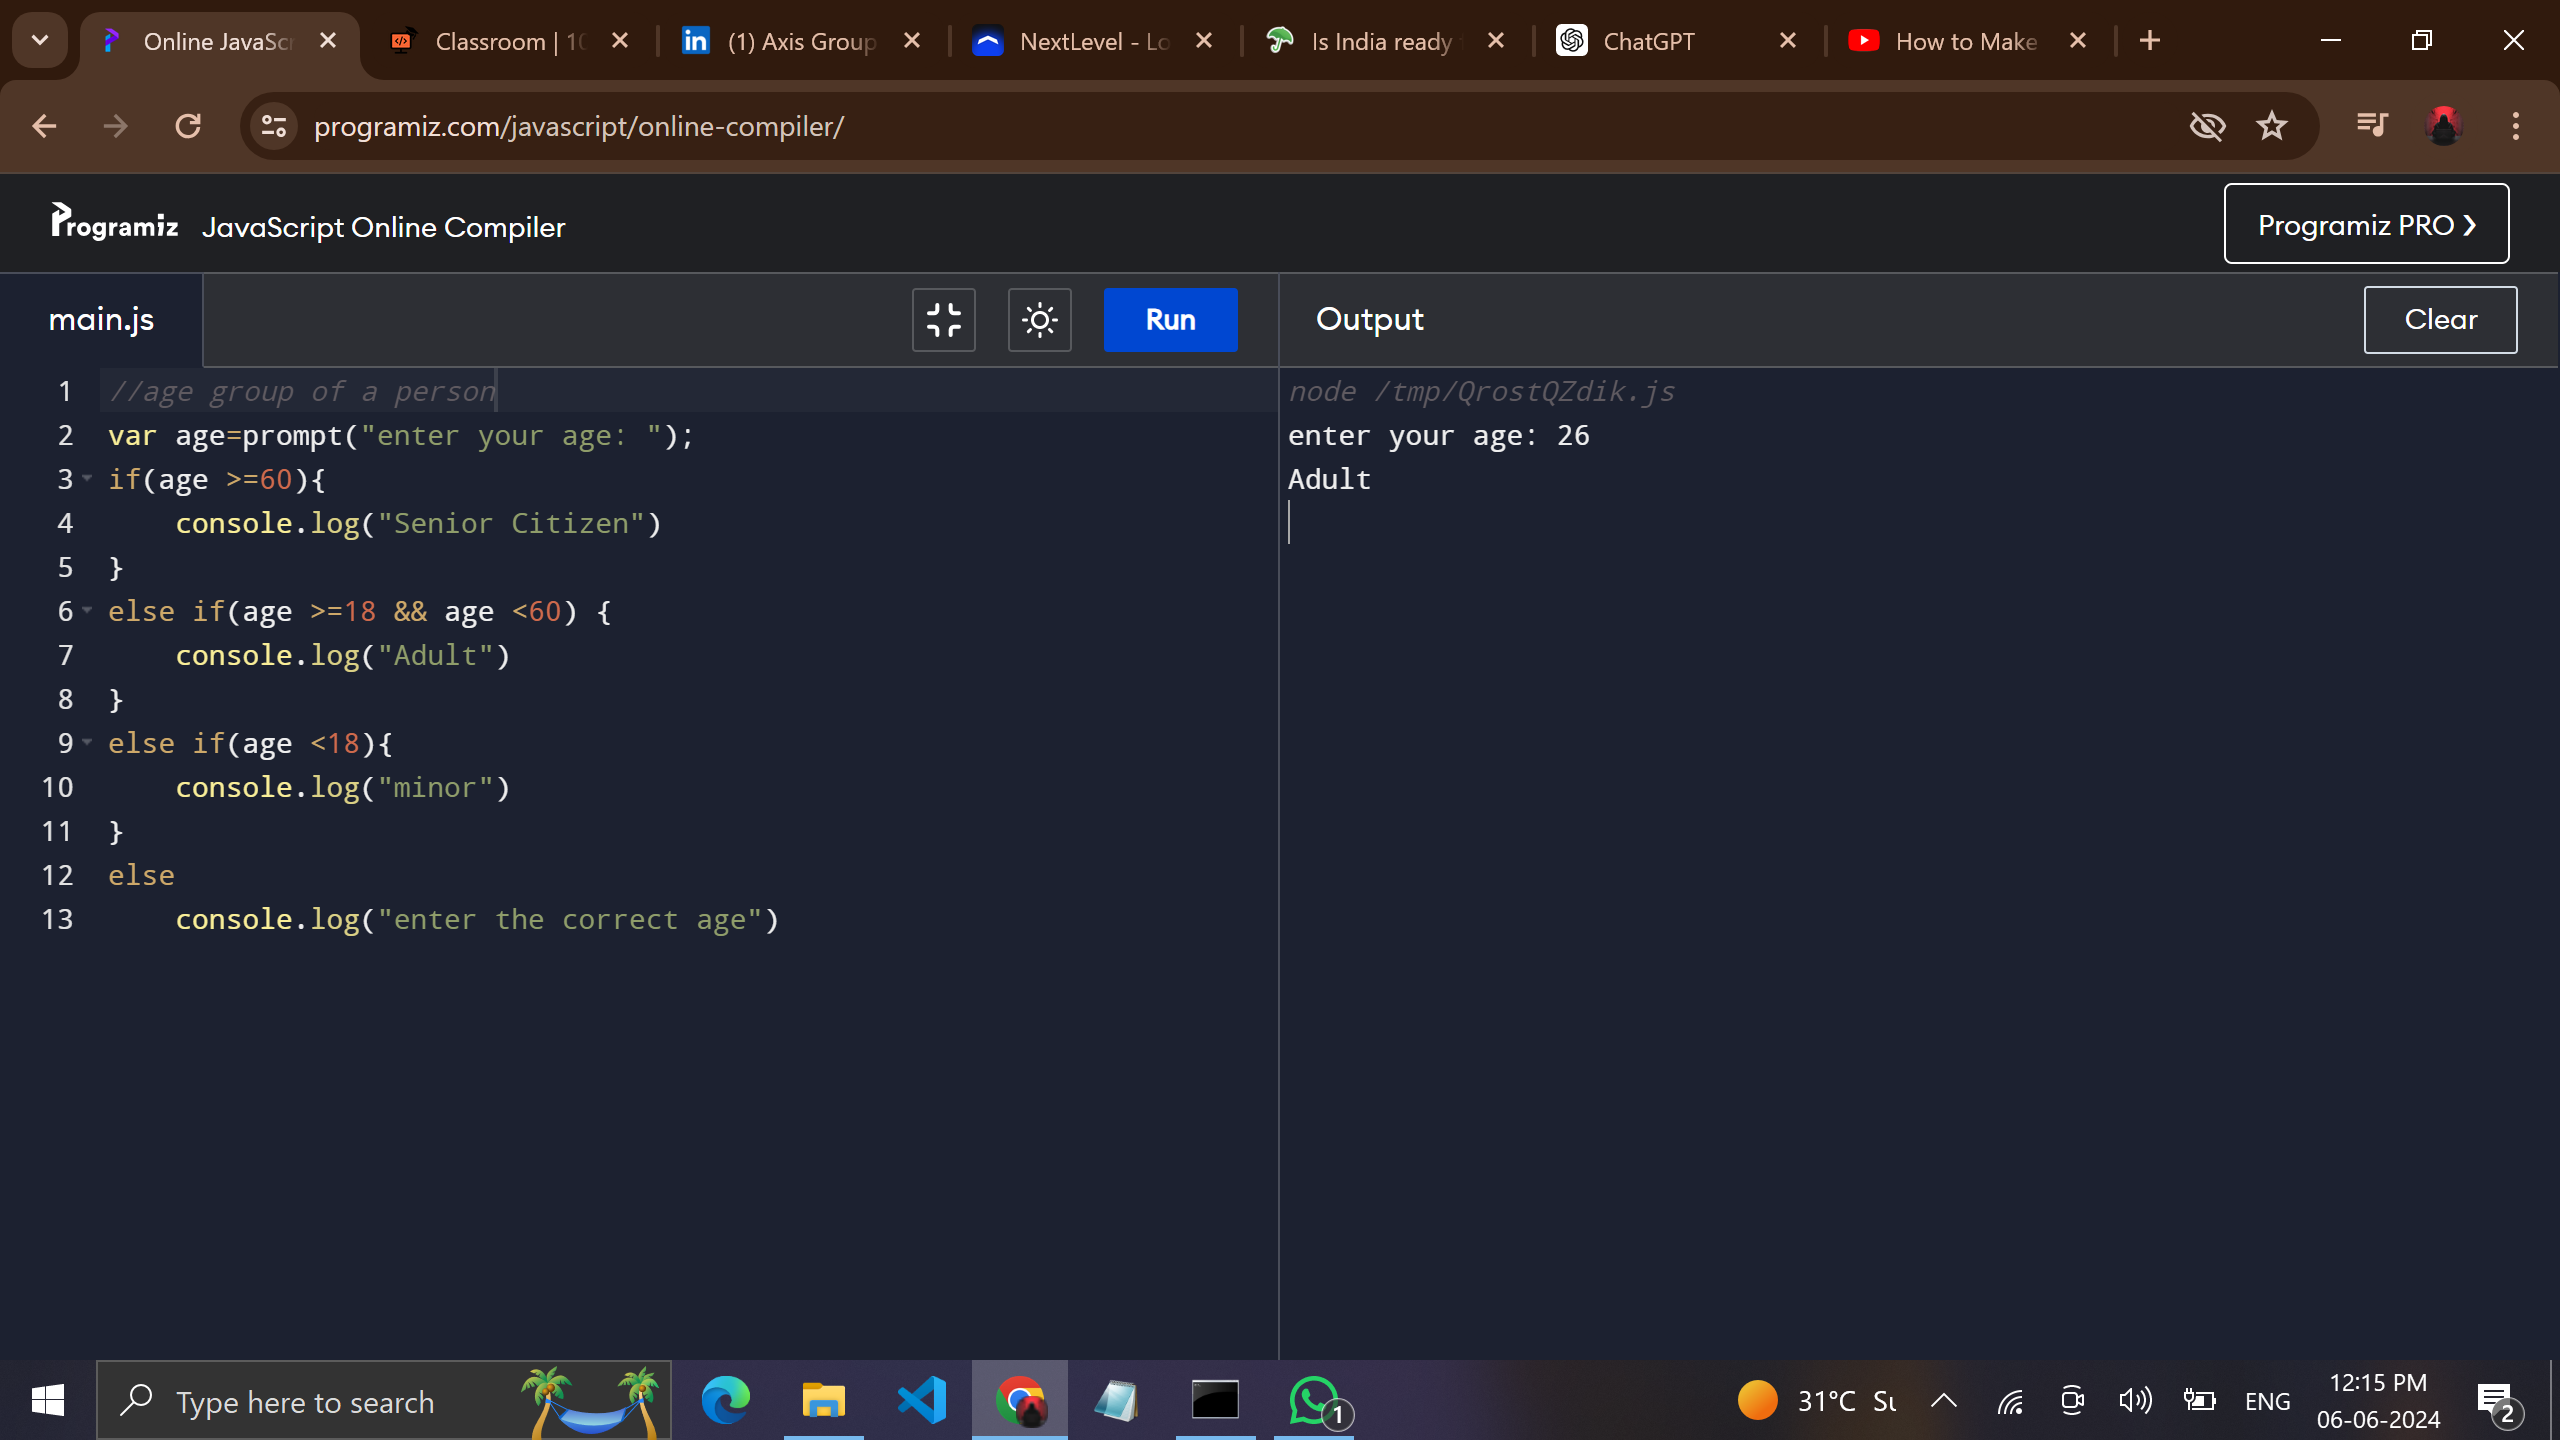 Online JavaScr
Classroom | 10
(1) Axis Group
NextLevel - Lo
Is India ready
ChatGPT
How to Make
programiz.com/javascript/online-compiler/
Programiz JavaScript Online Compiler
Programiz PRO ❯
main.js
Run
Output
Clear
1 //age group of a person
2 var age=prompt("enter your age: ");
3 if(age >=60){
4     console.log("Senior Citizen")
5 }
6 else if(age >=18 && age <60) {
7     console.log("Adult")
8 }
9 else if(age <18){
10     console.log("minor")
11 }
12 else
13     console.log("enter the correct age")
node /tmp/QrostQZdik.js
enter your age: 26
Adult
Type here to search
1
31°C Su
ENG
12:15 PM
06-06-2024
2